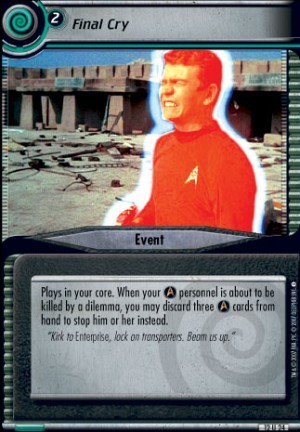 2
Final Cry
Event
Plays in your core. When your A personnel is about to be
killed by a dilemma, you may discard three A cards from
hand to stop him or her instead.
"Kirk to Enterprise, lock on transporters. Beam us up."